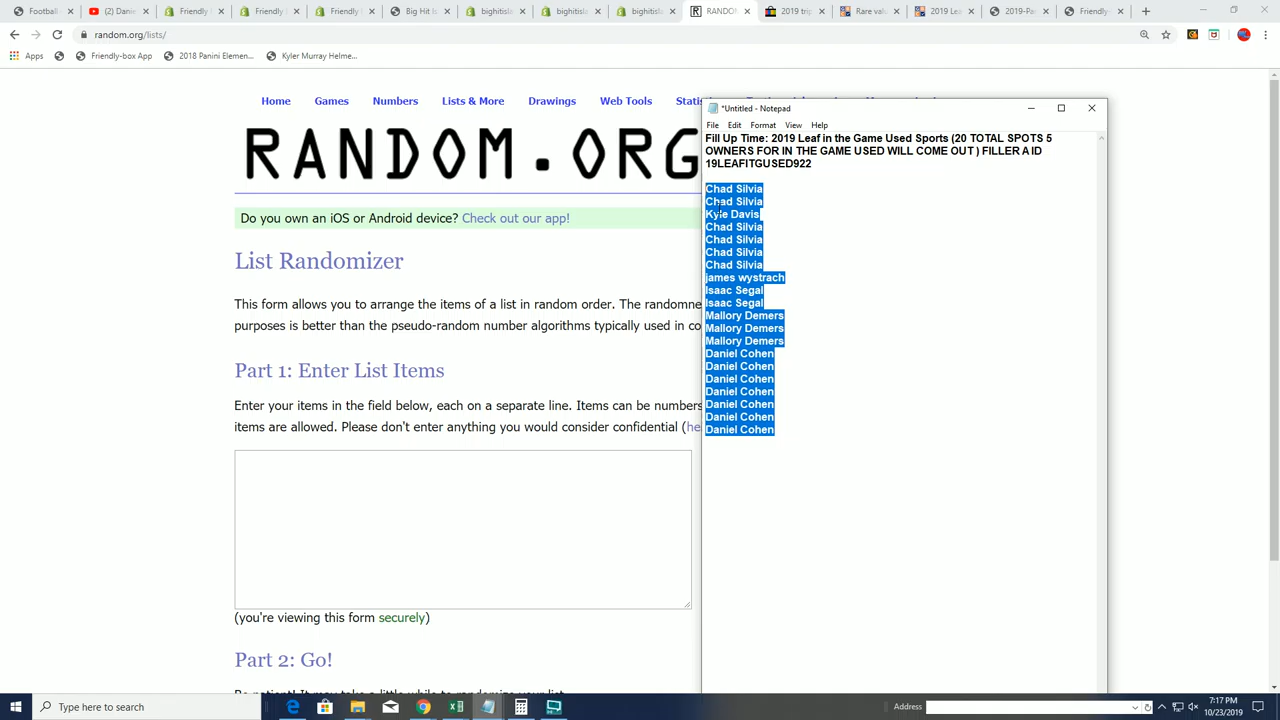 Football
(2) Danie
Friendly
Friendly
Friendly
Big Hit Is
bighitisla
bighitisla
bighitisla
RANDOM
2019 trip
Rare valu
2019 Lea
2019-Pan
Friendly-
random.org/lists/
Apps
Friendly-box App
2018 Panini Elemen...
Kyler Murray Helme...
Home
Games
Numbers
Lists & More
Drawings
Web Tools
RANDOM.ORG
Do you own an iOS or Android device? Check out our app!
List Randomizer
This form allows you to arrange the items of a list in random order. The randomne
purposes is better than the pseudo-random number algorithms typically used in co
Part 1: Enter List Items
Enter your items in the field below, each on a separate line. Items can be numbers
items are allowed. Please don't enter anything you would consider confidential (he
(you're viewing this form securely)
Part 2: Go!
*Untitled - Notepad
File
Edit
Format
View
Help
Fill Up Time: 2019 Leaf in the Game Used Sports (20 TOTAL SPOTS 5
OWNERS FOR IN THE GAME USED WILL COME OUT ) FILLER A ID
19LEAFITGUSED922
Chad Silvia
Chad Silvia
Kyle Davis
Chad Silvia
Chad Silvia
Chad Silvia
Chad Silvia
james wystrach
Isaac Segal
Isaac Segal
Mallory Demers
Mallory Demers
Mallory Demers
Daniel Cohen
Daniel Cohen
Daniel Cohen
Daniel Cohen
Daniel Cohen
Daniel Cohen
Daniel Cohen
Type here to search
Address
7:17 PM
10/23/2019